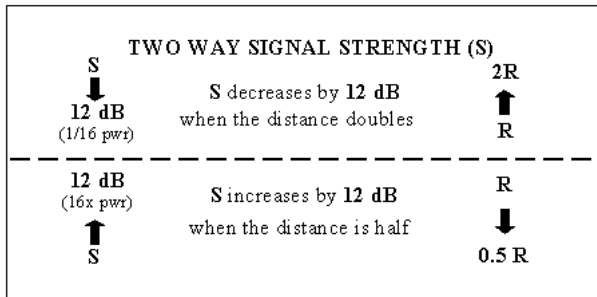 TWO WAY SIGNAL STRENGTH (S)
S
12 dB
(1/16 pwr)
S decreases by 12 dB
when the distance doubles
2R
R
12 dB
(16x pwr)
S
S increases by 12 dB
when the distance is half
R
0.5 R